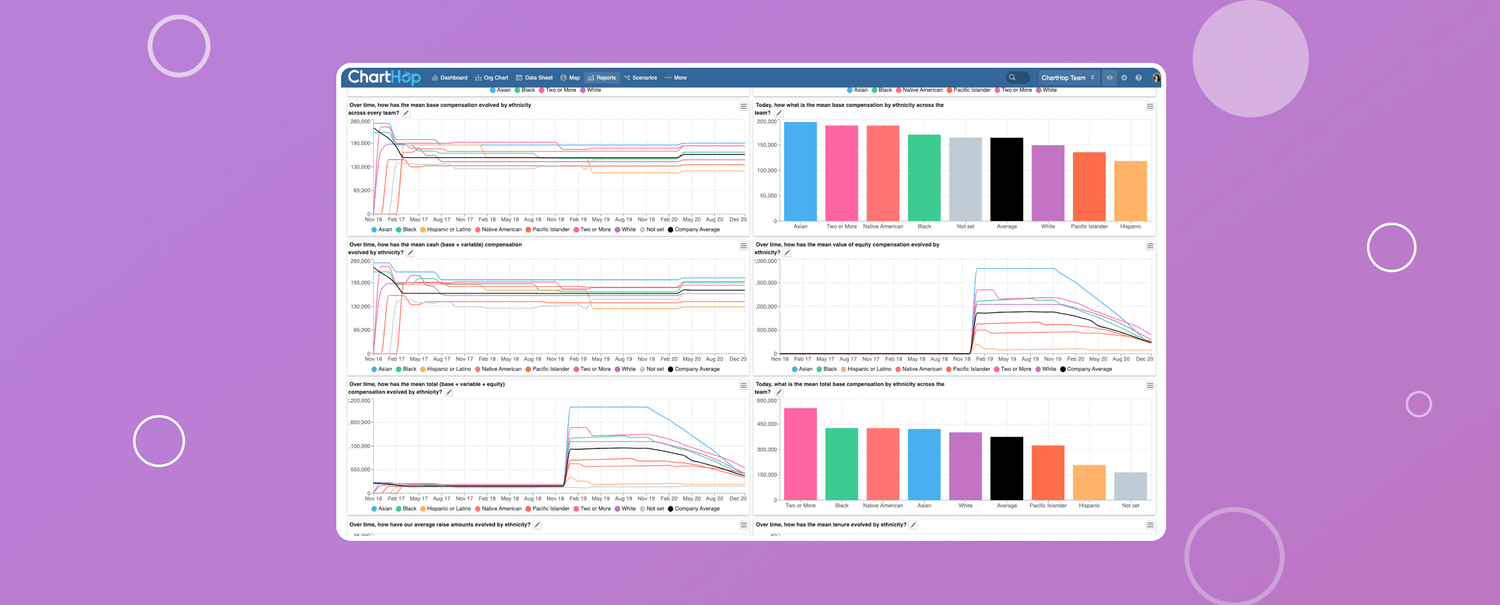 ChartHop
Dashboard Org Chart Data Sheet Map Reports Scenarios More ChartHop Team
Asian Black Two or More White
Asian Black Native American Pacific Islander Two or More White
Over time, how has the mean base compensation evolved by ethnicity
across every team?
260,000
195,000
130,000
65,000
0
Nov 16 Feb 17 May 17 Aug 17 Nov 17 Feb 18 May 18 Aug 18 Nov 18 Feb 19 May 19 Aug 19 Nov 19 Feb 20 May 20 Aug 20 Dec 20
Asian Black Hispanic or Latino Native American Pacific Islander Two or More White Not set Company Average
Today, how what is the mean base compensation by ethnicity across the
team?
200,000
150,000
100,000
50,000
0
Asian Two or More Native American Black Not set Average White Pacific Islander Hispanic
Over time, how has the mean cash (base + variable) compensation
evolved by ethnicity?
260,000
195,000
130,000
65,000
0
Nov 16 Feb 17 May 17 Aug 17 Nov 17 Feb 18 May 18 Aug 18 Nov 18 Feb 19 May 19 Aug 19 Nov 19 Feb 20 May 20 Aug 20 Dec 20
Asian Black Hispanic or Latino Native American Pacific Islander Two or More White Not set Company Average
Over time, how has the mean value of equity compensation evolved by
ethnicity?
,000,000
,500,000
,000,000
500,000
0
Nov 16 Feb 17 May 17 Aug 17 Nov 17 Feb 18 May 18 Aug 18 Nov 18 Feb 19 May 19 Aug 19 Nov 19 Feb 20 May 20 Aug 20 Dec 20
Asian Black Hispanic or Latino Native American Pacific Islander Two or More White Company Average
Over time, how has the mean total (base + variable + equity)
compensation evolved by ethnicity?
,200,000
,650,000
,100,000
550,000
0
Nov 16 Feb 17 May 17 Aug 17 Nov 17 Feb 18 May 18 Aug 18 Nov 18 Feb 19 May 19 Aug 19 Nov 19 Feb 20 May 20 Aug 20 Dec 20
Asian Black Hispanic or Latino Native American Pacific Islander Two or More White Not set Company Average
Today, what is the mean total base compensation by ethnicity across the
team?
600,000
450,000
300,000
150,000
0
Two or More Black Native American Asian White Average Pacific Islander Hispanic Not set
Over time, how have our average raise amounts evolved by ethnicity?
Over time, how has the mean tenure evolved by ethnicity?